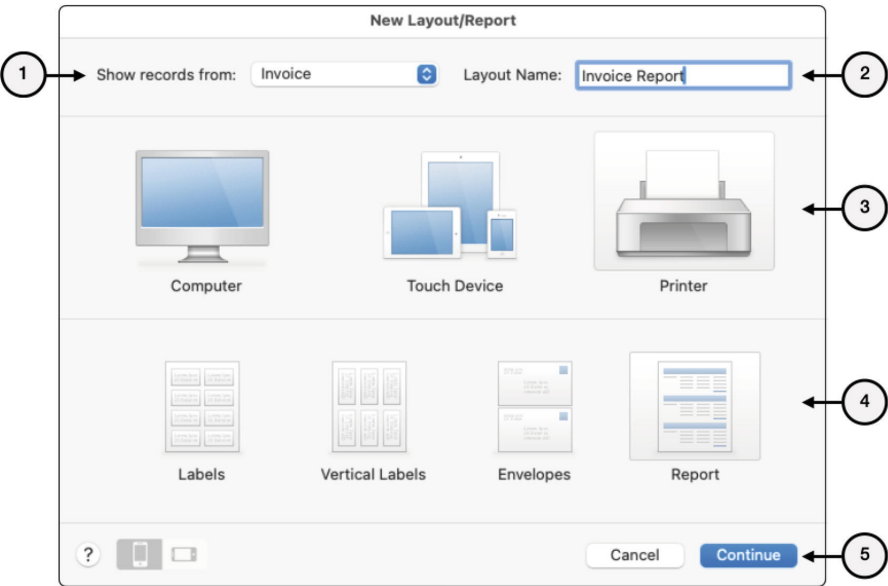 New Layout/Report
1 Show records from: Invoice Layout Name: Invoice Report 2
3
Computer Touch Device Printer
4
Labels Vertical Labels Envelopes Report
? Cancel Continue 5